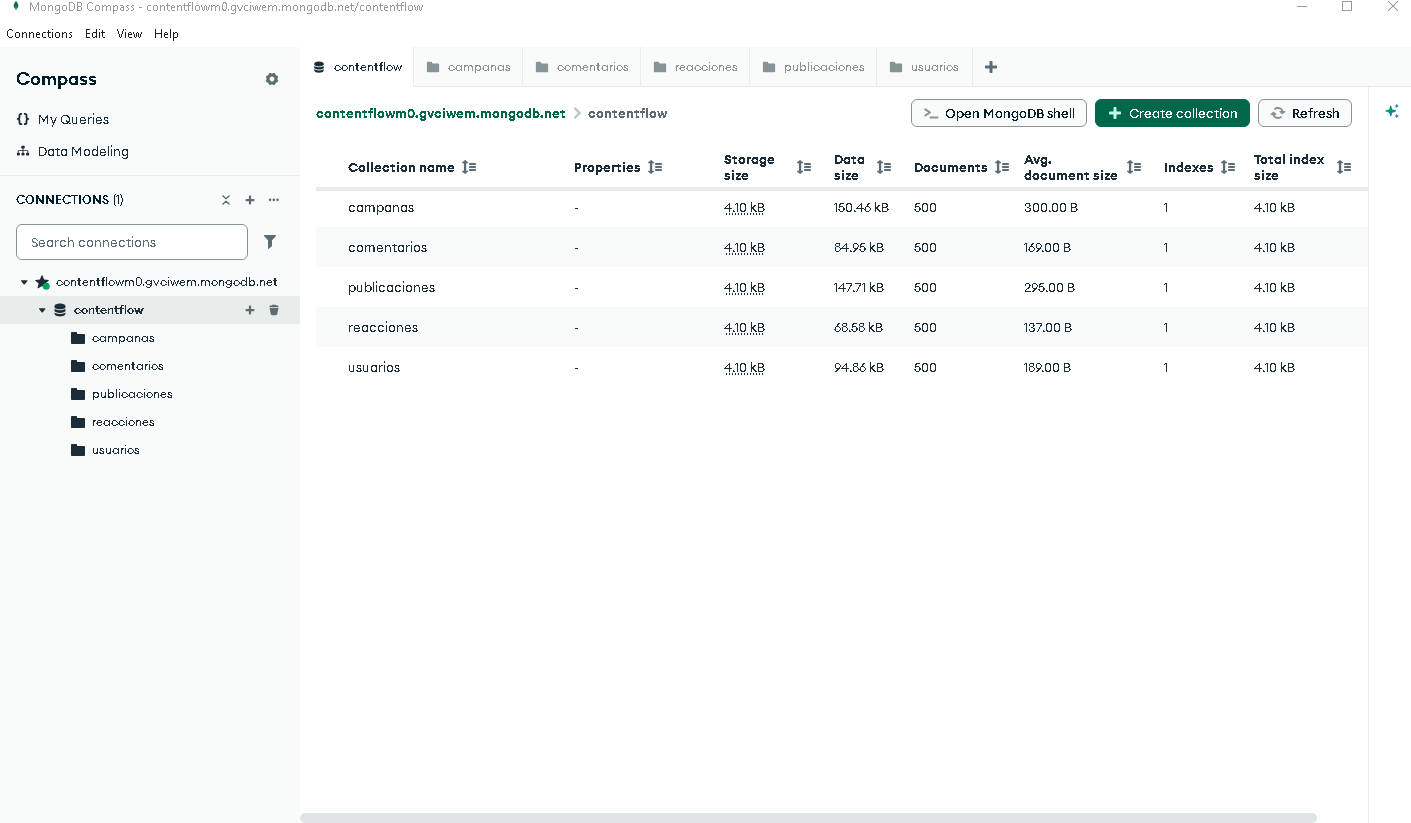 MongoDB Compass - contentflowm0.gvciwem.mongodb.net/contentflow
Connections Edit View Help
Compass
{} My Queries
Data Modeling
CONNECTIONS (1)
Search connections
contentflowm0.gvciwem.mongodb.net
contentflow
campanas
comentarios
publicaciones
reacciones
usuarios
contentflow campanas comentarios reacciones publicaciones usuarios
contentflowm0.gvciwem.mongodb.net > contentflow
>_ Open MongoDB shell + Create collection Refresh
Collection name Properties Storage size Data size Documents Avg. document size Indexes Total index size
campanas - 4.10 kB 150.46 kB 500 300.00 B 1 4.10 kB
comentarios - 4.10 kB 84.95 kB 500 169.00 B 1 4.10 kB
publicaciones - 4.10 kB 147.71 kB 500 295.00 B 1 4.10 kB
reacciones - 4.10 kB 68.58 kB 500 137.00 B 1 4.10 kB
usuarios - 4.10 kB 94.86 kB 500 189.00 B 1 4.10 kB